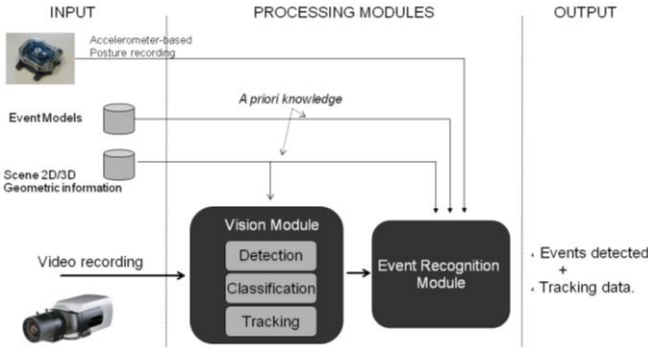 INPUT
PROCESSING MODULES
OUTPUT
Accelerometer-based
Posture recording
A priori knowledge
Event Models
Scene 2D/3D
Geometric information
Vision Module
Detection
Classification
Tracking
Video recording
Event Recognition
Module
Events detected
+
Tracking data.